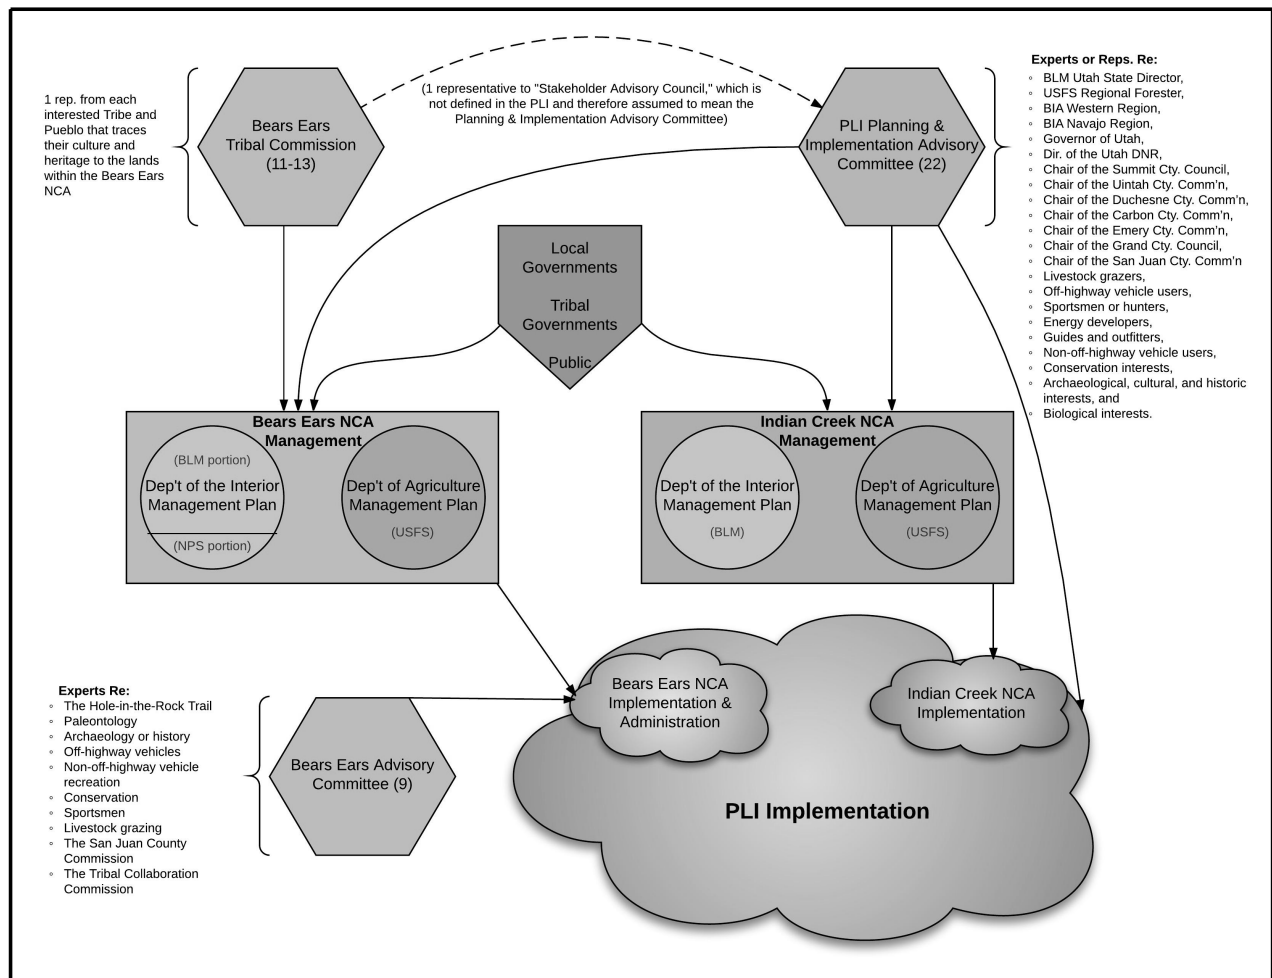 1 rep. from each
interested Tribe and
Pueblo that traces
their culture and
heritage to the lands
within the Bears Ears
NCA
Bears Ears
Tribal Commission
(11-13)
(1 representative to "Stakeholder Advisory Council," which is
not defined in the PLI and therefore assumed to mean the
Planning & Implementation Advisory Committee)
PLI Planning &
Implementation Advisory
Committee (22)
Experts or Reps. Re:
◦ BLM Utah State Director,
◦ USFS Regional Forester,
◦ BIA Western Region,
◦ BIA Navajo Region,
◦ Governor of Utah,
◦ Dir. of the Utah DNR,
◦ Chair of the Summit Cty. Council,
◦ Chair of the Uintah Cty. Comm'n,
◦ Chair of the Duchesne Cty. Comm'n,
◦ Chair of the Carbon Cty. Comm'n,
◦ Chair of the Emery Cty. Comm'n,
◦ Chair of the Grand Cty. Council,
◦ Chair of the San Juan Cty. Comm'n
◦ Livestock grazers,
◦ Off-highway vehicle users,
◦ Sportsmen or hunters,
◦ Energy developers,
◦ Guides and outfitters,
◦ Non-off-highway vehicle users,
◦ Conservation interests,
◦ Archaeological, cultural, and historic
interests, and
◦ Biological interests.
Local
Governments
Tribal
Governments
Public
Bears Ears NCA
Management
(BLM portion)
Dep't of the Interior
Management Plan
(NPS portion)
Dep't of Agriculture
Management Plan
(USFS)
Indian Creek NCA
Management
Dep't of the Interior
Management Plan
(BLM)
Dep't of Agriculture
Management Plan
(USFS)
Experts Re:
◦ The Hole-in-the-Rock Trail
◦ Paleontology
◦ Archaeology or history
◦ Off-highway vehicles
◦ Non-off-highway vehicle
recreation
◦ Conservation
◦ Sportsmen
◦ Livestock grazing
◦ The San Juan County
Commission
◦ The Tribal Collaboration
Commission
Bears Ears Advisory
Committee (9)
Bears Ears NCA
Implementation &
Administration
Indian Creek NCA
Implementation
PLI Implementation